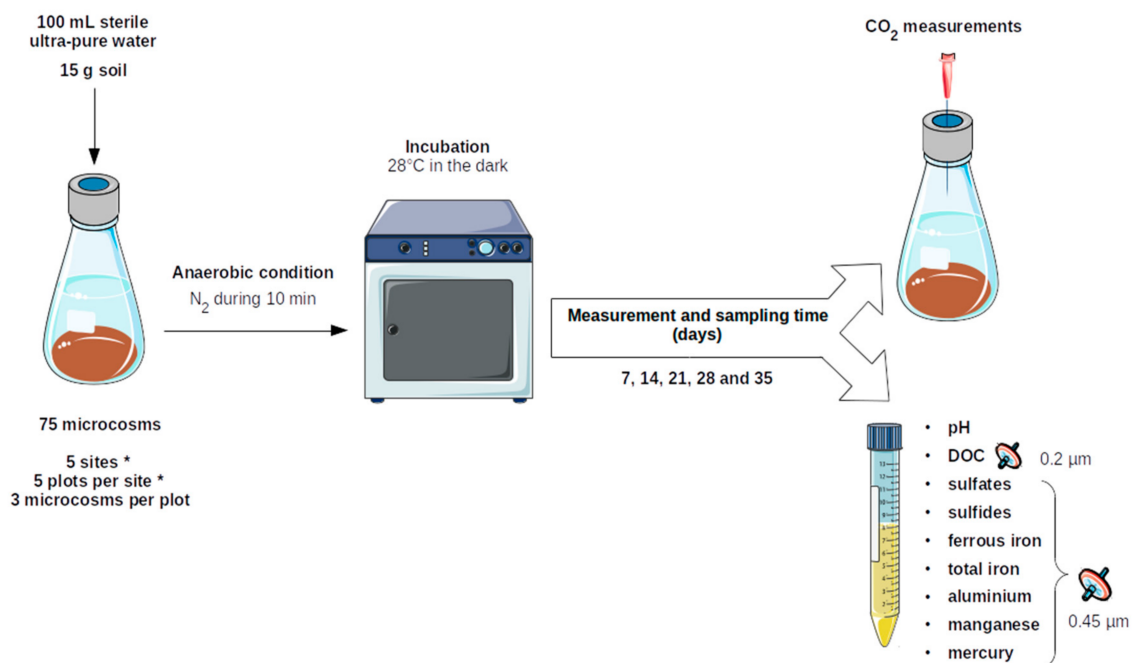 100 mL sterile
ultra-pure water
15 g soil
Anaerobic condition
N2 during 10 min
75 microcosms
5 sites *
5 plots per site *
3 microcosms per plot
Incubation
28°C in the dark
Measurement and sampling time
(days)
7, 14, 21, 28 and 35
CO2 measurements
• pH
• DOC 0.2 µm
• sulfates
• sulfides
• ferrous iron
• total iron
• aluminium
• manganese
• mercury
0.45 µm